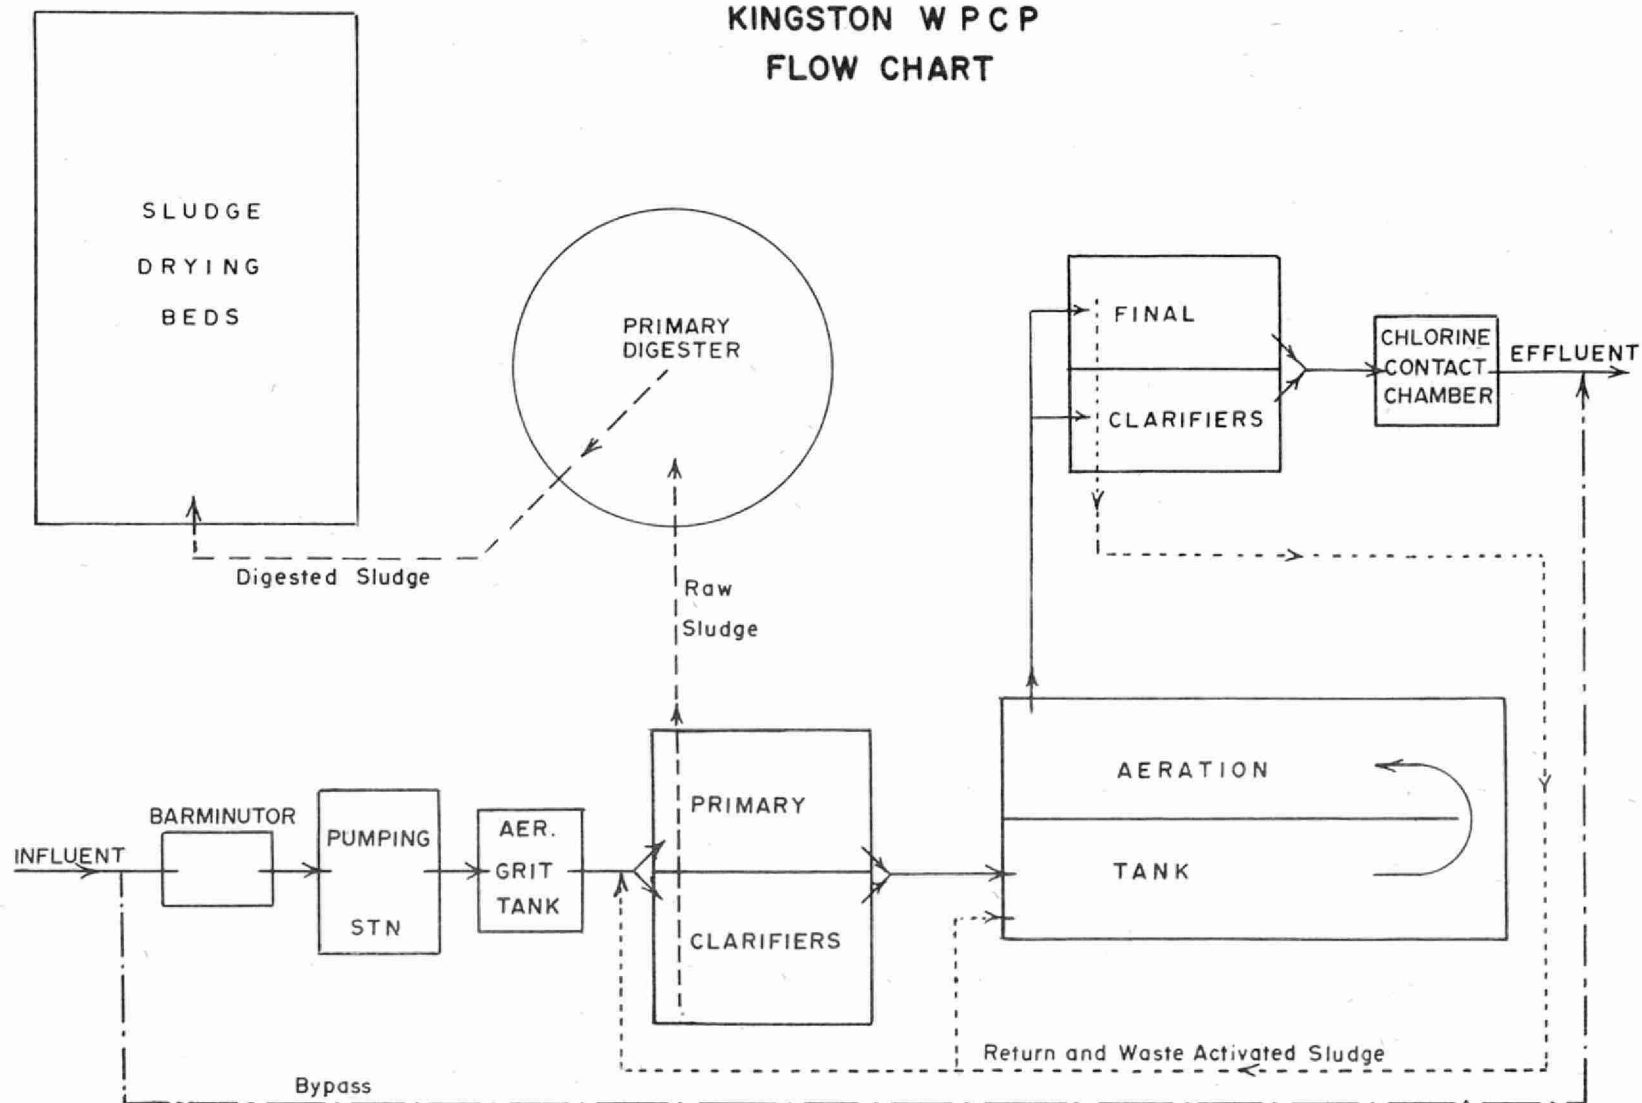 KINGSTON W P C P
FLOW CHART
SLUDGE
DRYING
BEDS
PRIMARY
DIGESTER
FINAL
CLARIFIERS
CHLORINE
CONTACT
CHAMBER
EFFLUENT
Digested Sludge
Raw
Sludge
AERATION
TANK
PRIMARY
CLARIFIERS
BARMINUTOR
PUMPING
STN
AER.
GRIT
TANK
INFLUENT
Return and Waste Activated Sludge
Bypass